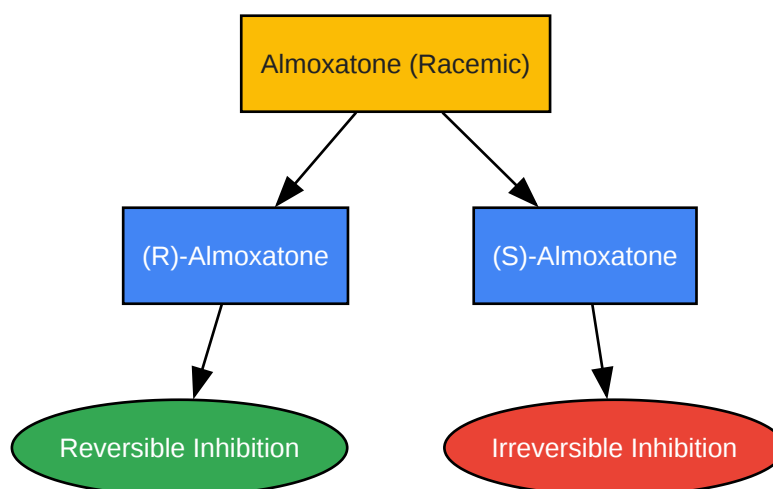 Almoxatone (Racemic)
(R)-Almoxatone
(S)-Almoxatone
Reversible Inhibition
Irreversible Inhibition